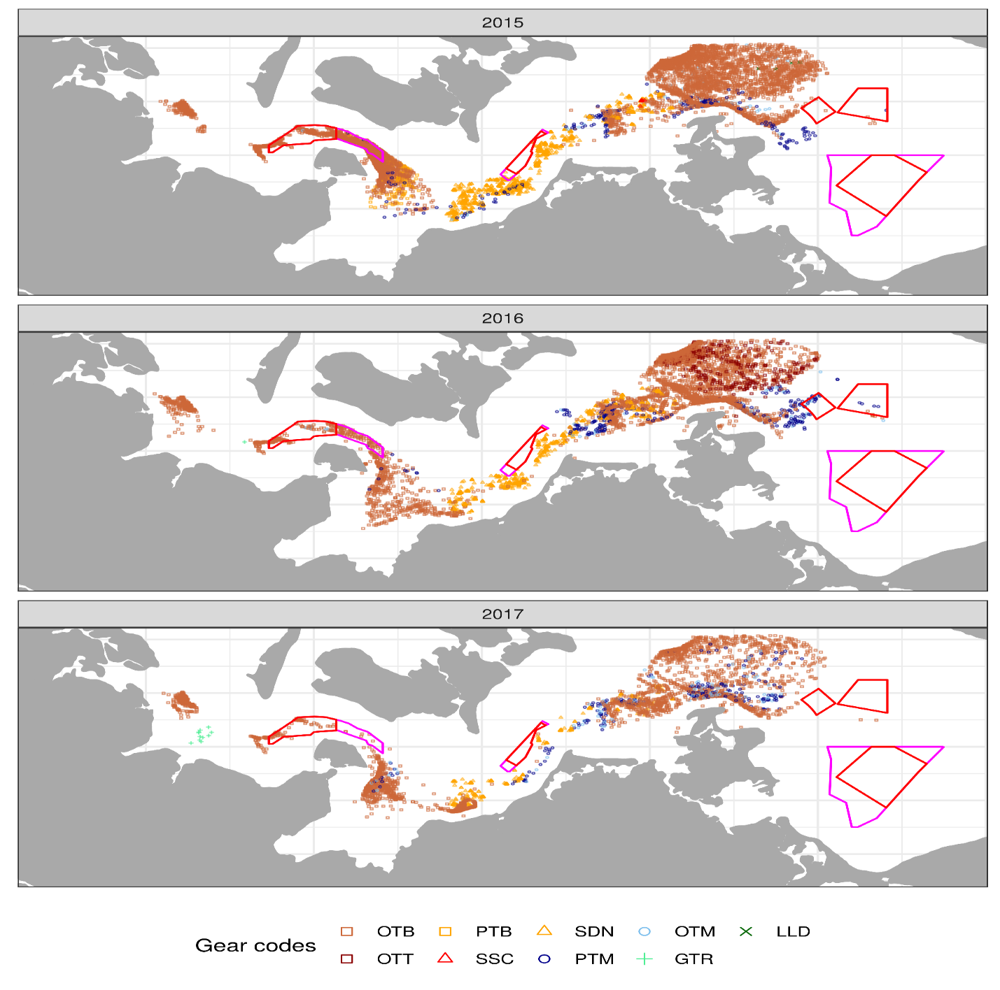 2015
2016
2017
Gear codes
OTB PTB SDN OTM LLD
OTT SSC PTM GTR